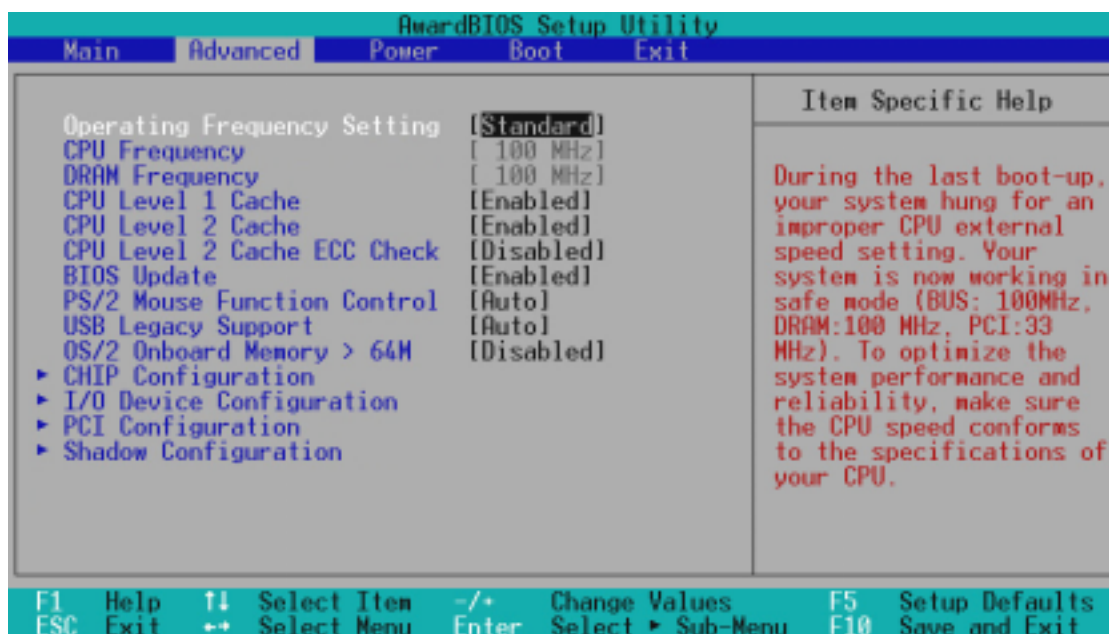 AwardBIOS Setup Utility
Main Advanced Power Boot Exit
Operating Frequency Setting [Standard]
CPU Frequency [ 100 MHz]
DRAM Frequency [ 100 MHz]
CPU Level 1 Cache [Enabled]
CPU Level 2 Cache [Enabled]
CPU Level 2 Cache ECC Check [Disabled]
BIOS Update [Enabled]
PS/2 Mouse Function Control [Auto]
USB Legacy Support [Auto]
OS/2 Onboard Memory > 64M [Disabled]
► CHIP Configuration
► I/O Device Configuration
► PCI Configuration
► Shadow Configuration
Item Specific Help
During the last boot-up,
your system hung for an
improper CPU external
speed setting. Your
system is now working in
safe mode (BUS: 100MHz,
DRAM:100 MHz, PCI:33
MHz). To optimize the
system performance and
reliability, make sure
the CPU speed conforms
to the specifications of
your CPU.
F1 Help ↑↓ Select Item -/+ Change Values F5 Setup Defaults
ESC Exit ←→ Select Menu Enter Select ► Sub-Menu F10 Save and Exit